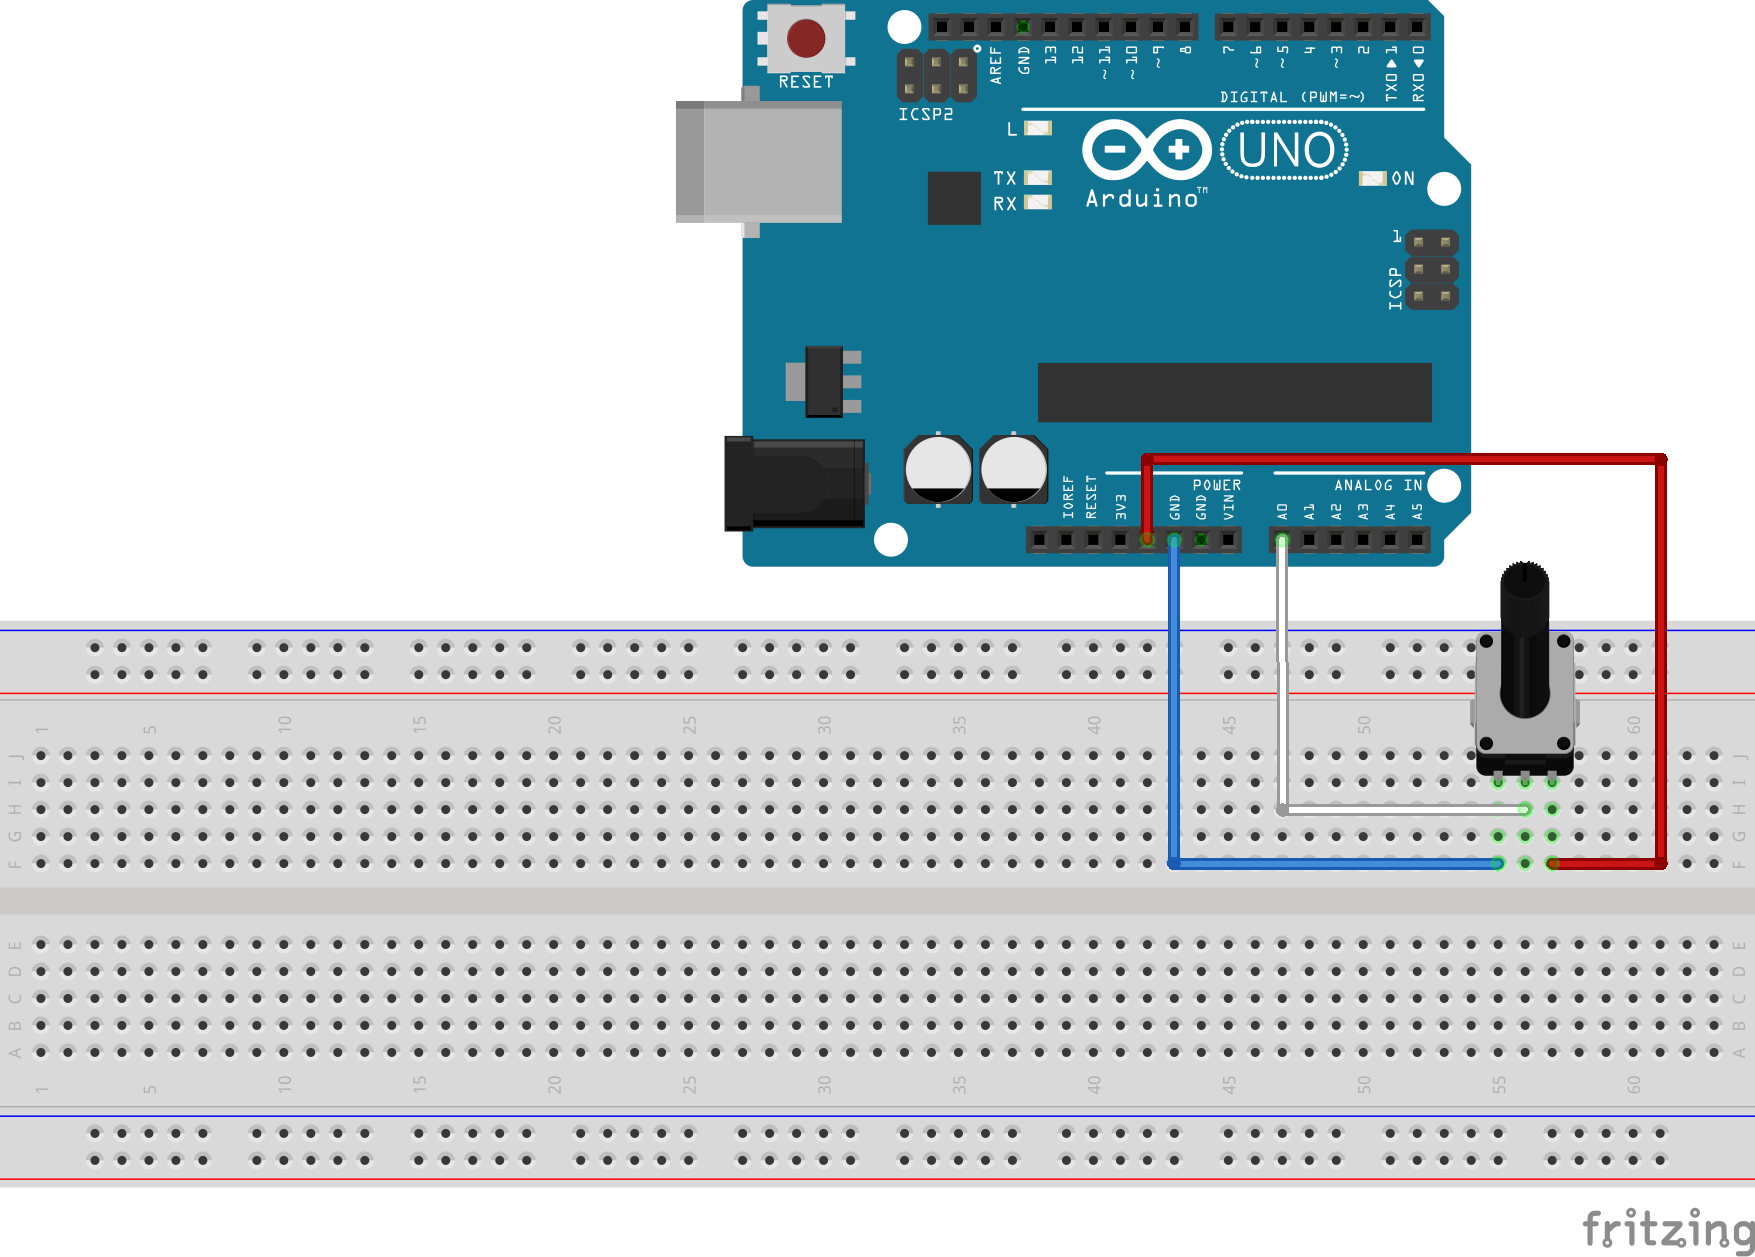 RESET
ICSP2
AREF
GND
13
12
~11
~10
~9
8
7
~6
~5
4
~3
2
TX0▶1
RX0◀0
DIGITAL (PWM=~)
L
TX
RX
UNO
Arduino™
ON
1
ICSP
IOREF
RESET
3V3
GND
GND
VIN
POWER
ANALOG IN
A0
A1
A2
A3
A4
A5
1 5 10 15 20 25 30 35 40 45 50 60
J J
I I
H H
G G
F F
E E
D D
C C
B B
A A
1 5 10 15 20 25 30 35 40 45 50 55 60
fritzing